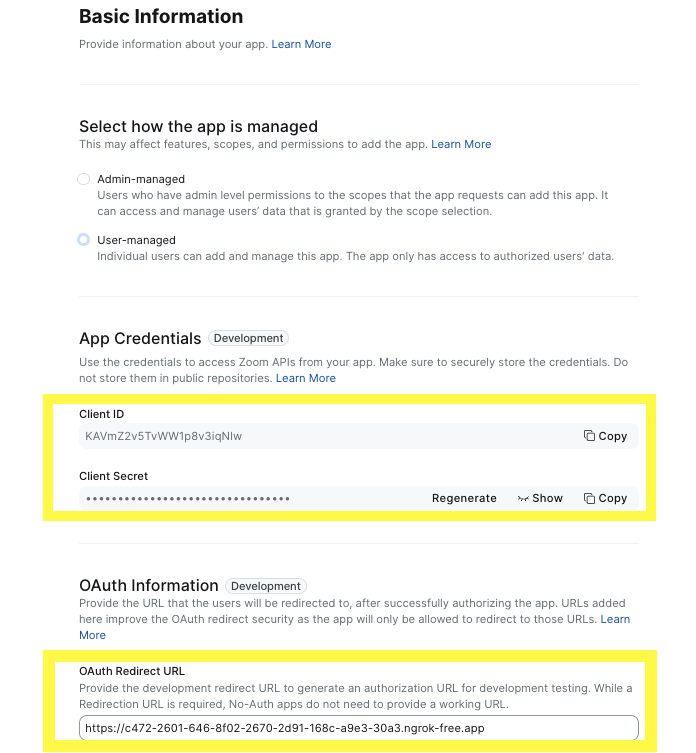 Basic Information
Provide information about your app. Learn More
Select how the app is managed
This may affect features, scopes, and permissions to add the app. Learn More
Admin-managed
Users who have admin level permissions to the scopes that the app requests can add this app. It
can access and manage users' data that is granted by the scope selection.
User-managed
Individual users can add and manage this app. The app only has access to authorized users' data.
App Credentials Development
Use the credentials to access Zoom APIs from your app. Make sure to securely store the credentials. Do
not store them in public repositories. Learn More
Client ID
KAVmZ2v5TvWW1p8v3iqNIw Copy
Client Secret
•••••••••••••••••••••••••••••••• Regenerate Show Copy
OAuth Information Development
Provide the URL that the users will be redirected to, after successfully authorizing the app. URLs added
here improve the OAuth redirect security as the app will only be allowed to redirect to those URLs. Learn
More
OAuth Redirect URL
Provide the development redirect URL to generate an authorization URL for development testing. While a
Redirection URL is required, No-Auth apps do not need to provide a working URL.
https://c472-2601-646-8f02-2670-2d91-168c-a9e3-30a3.ngrok-free.app